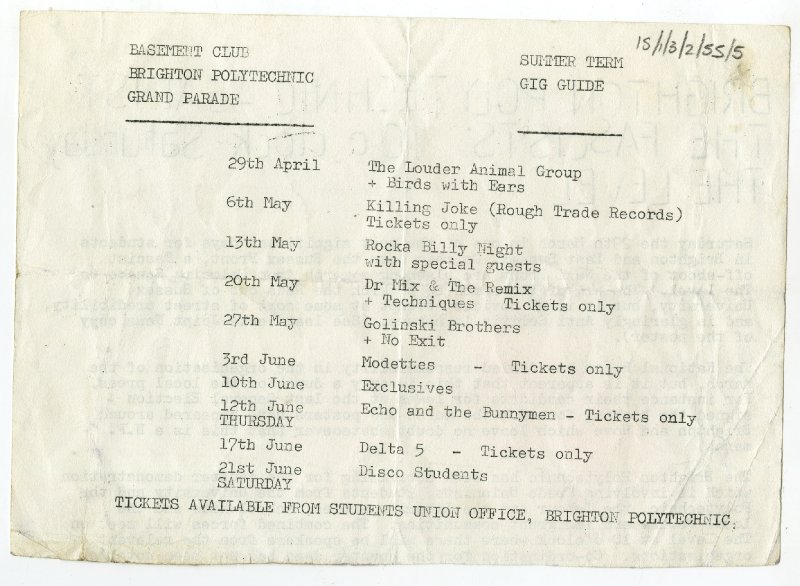 15/1/3/2/55/5
BASEMENT CLUB
BRIGHTON POLYTECHNIC
GRAND PARADE
SUMMER TERM
GIG GUIDE
29th April The Louder Animal Group
+ Birds with Ears
6th May Killing Joke (Rough Trade Records)
Tickets only
13th May Rocka Billy Night
with special guests
20th May Dr Mix & The Remix
+ Techniques Tickets only
27th May Golinski Brothers
+ No Exit
3rd June Modettes - Tickets only
10th June Exclusives
12th June Echo and the Bunnymen - Tickets only
THURSDAY
17th June Delta 5 - Tickets only
21st June Disco Students
SATURDAY
TICKETS AVAILABLE FROM STUDENTS UNION OFFICE, BRIGHTON POLYTECHNIC.